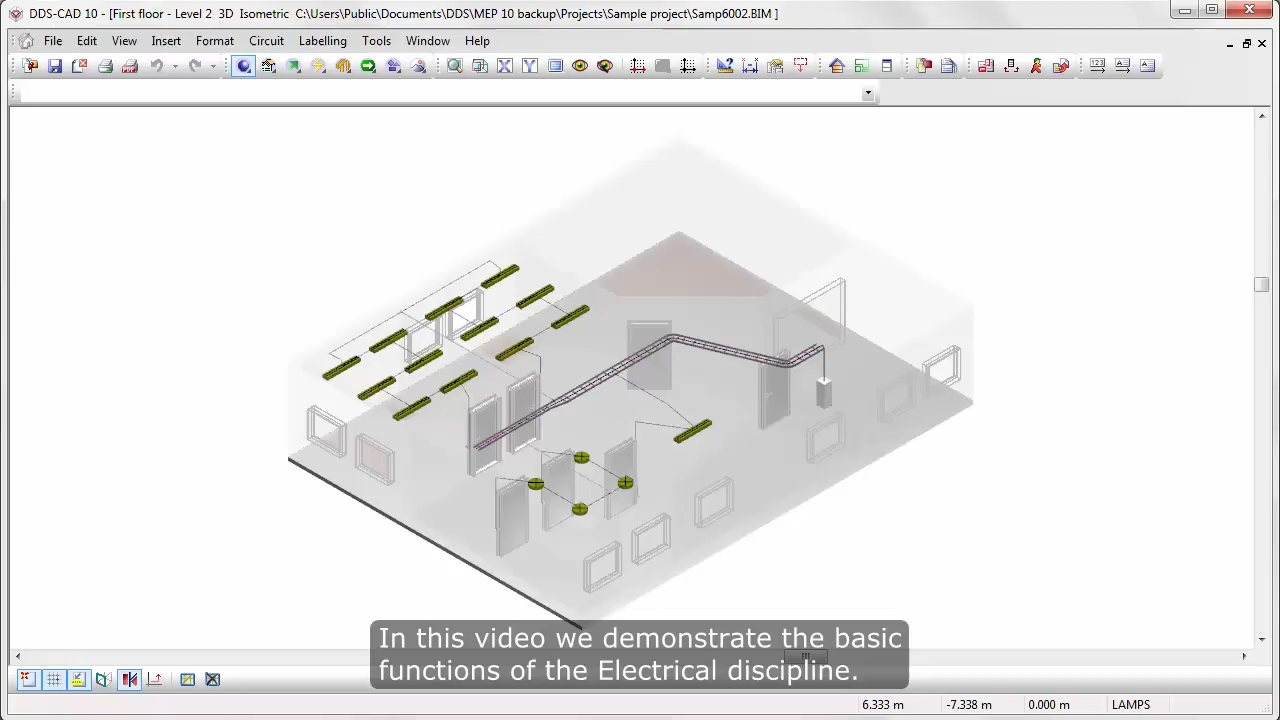 DDS-CAD 10 - [First floor - Level 2  3D  Isometric  C:\Users\Public\Documents\DDS\MEP 10 backup\Projects\Sample project\Samp6002.BIM ]
File Edit View Insert Format Circuit Labelling Tools Window Help
In this video we demonstrate the basic
functions of the Electrical discipline.
6.333 m -7.338 m 0.000 m LAMPS